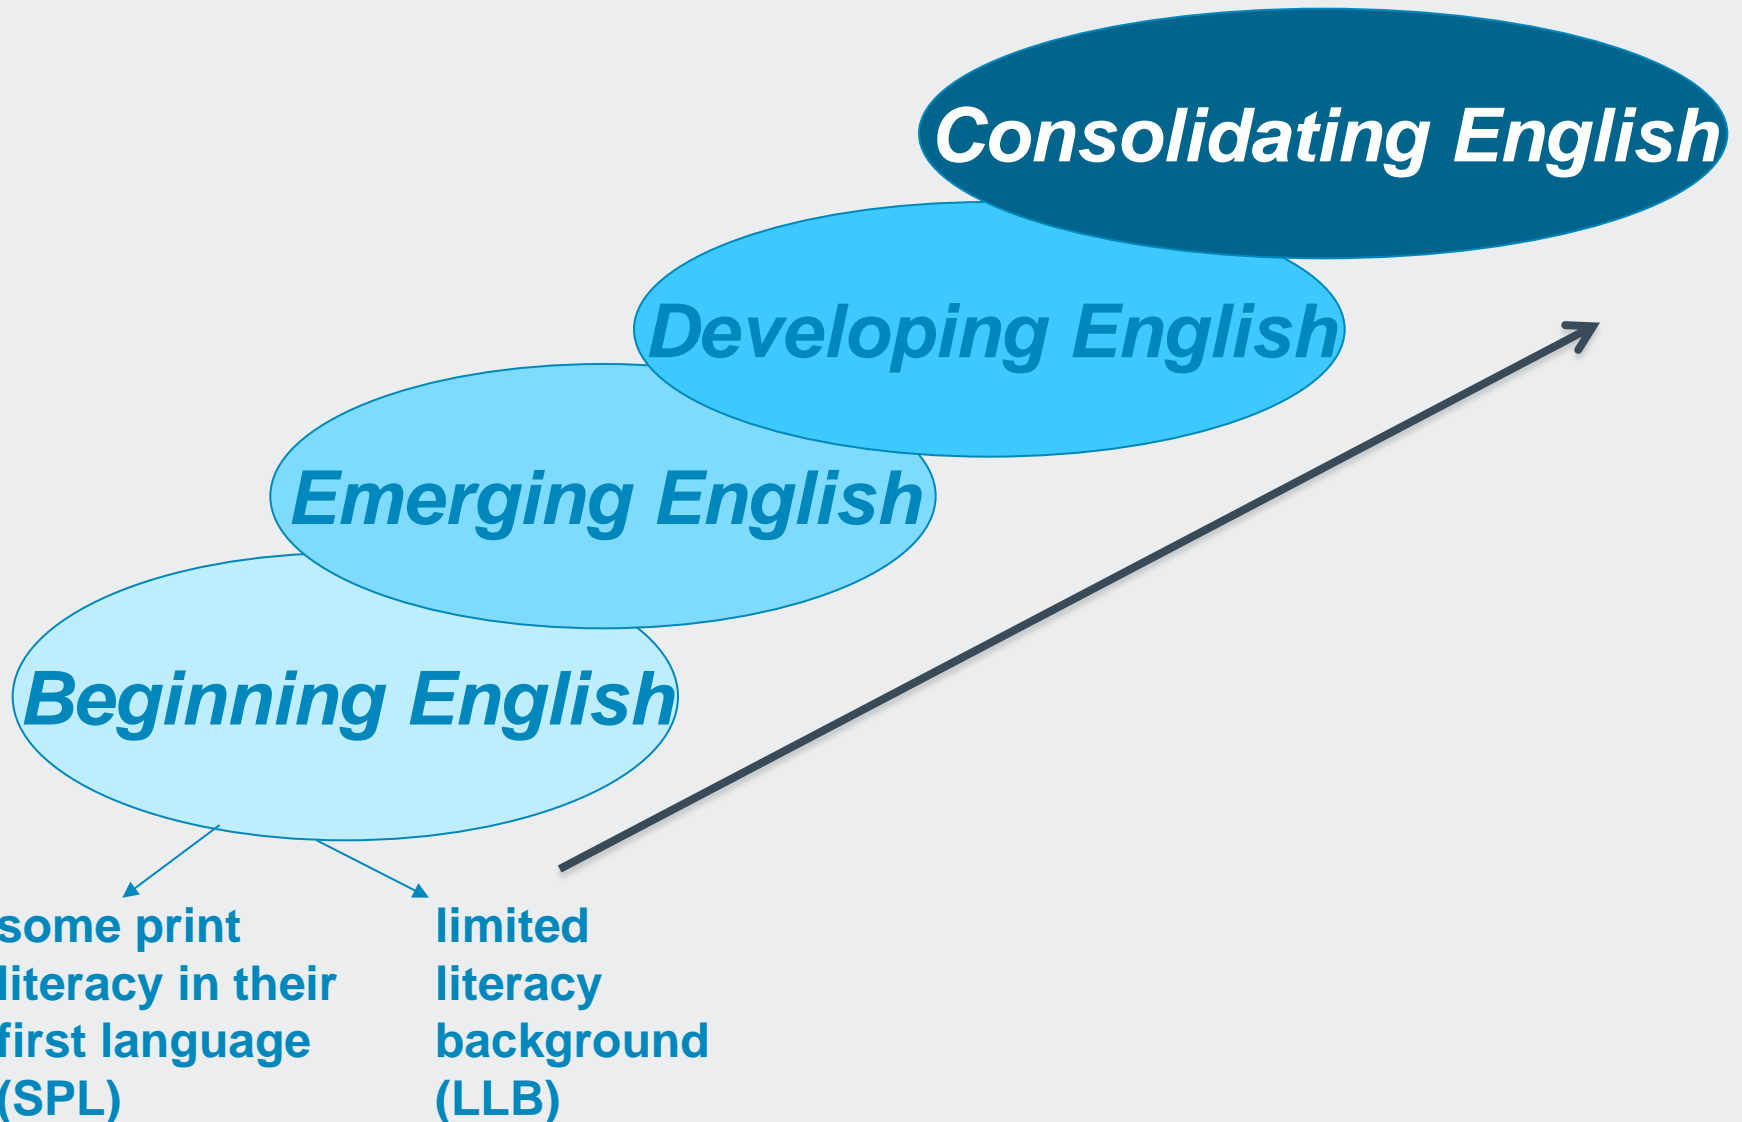 Consolidating English
Developing English
Emerging English
Beginning English
some print
literacy in their
first language
(SPL)
limited
literacy
background
(LLB)